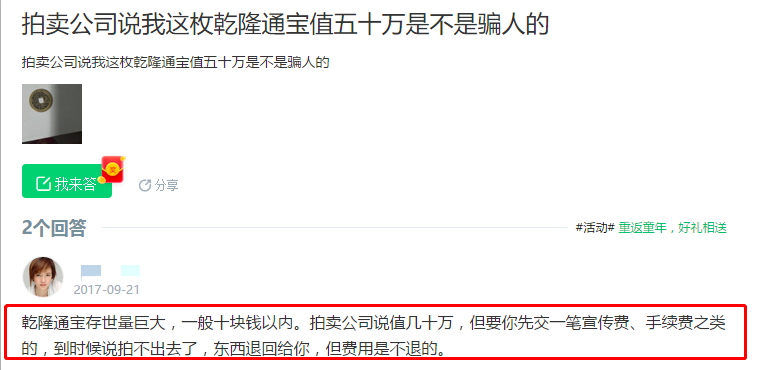 拍卖公司说我这枚乾隆通宝值五十万是不是骗人的
拍卖公司说我这枚乾隆通宝值五十万是不是骗人的
我来答
分享
2个回答
#活动# 重返童年，好礼相送
2017-09-21
乾隆通宝存世量巨大，一般十块钱以内。拍卖公司说值几十万，但要你先交一笔宣传费、手续费之类
的，到时候说拍不出去了，东西退回给你，但费用是不退的。